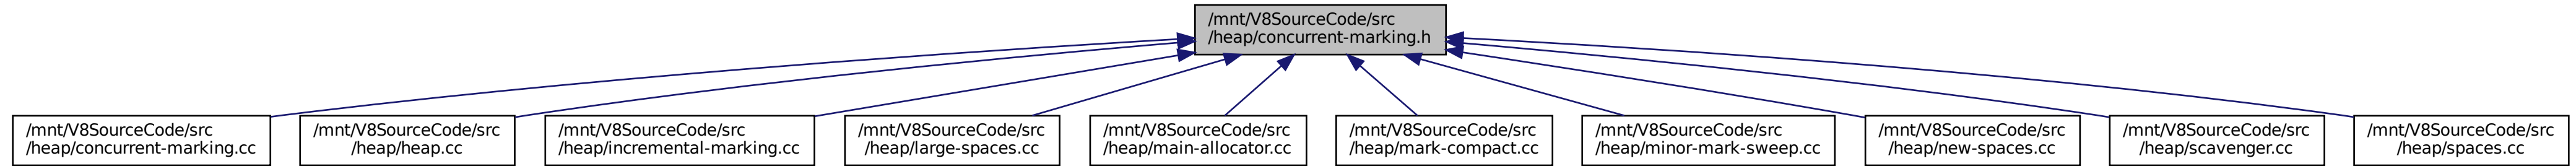 /mnt/V8SourceCode/src
/heap/concurrent-marking.h
/mnt/V8SourceCode/src
/heap/concurrent-marking.cc
/mnt/V8SourceCode/src
/heap/heap.cc
/mnt/V8SourceCode/src
/heap/incremental-marking.cc
/mnt/V8SourceCode/src
/heap/large-spaces.cc
/mnt/V8SourceCode/src
/heap/main-allocator.cc
/mnt/V8SourceCode/src
/heap/mark-compact.cc
/mnt/V8SourceCode/src
/heap/minor-mark-sweep.cc
/mnt/V8SourceCode/src
/heap/new-spaces.cc
/mnt/V8SourceCode/src
/heap/scavenger.cc
/mnt/V8SourceCode/src
/heap/spaces.cc